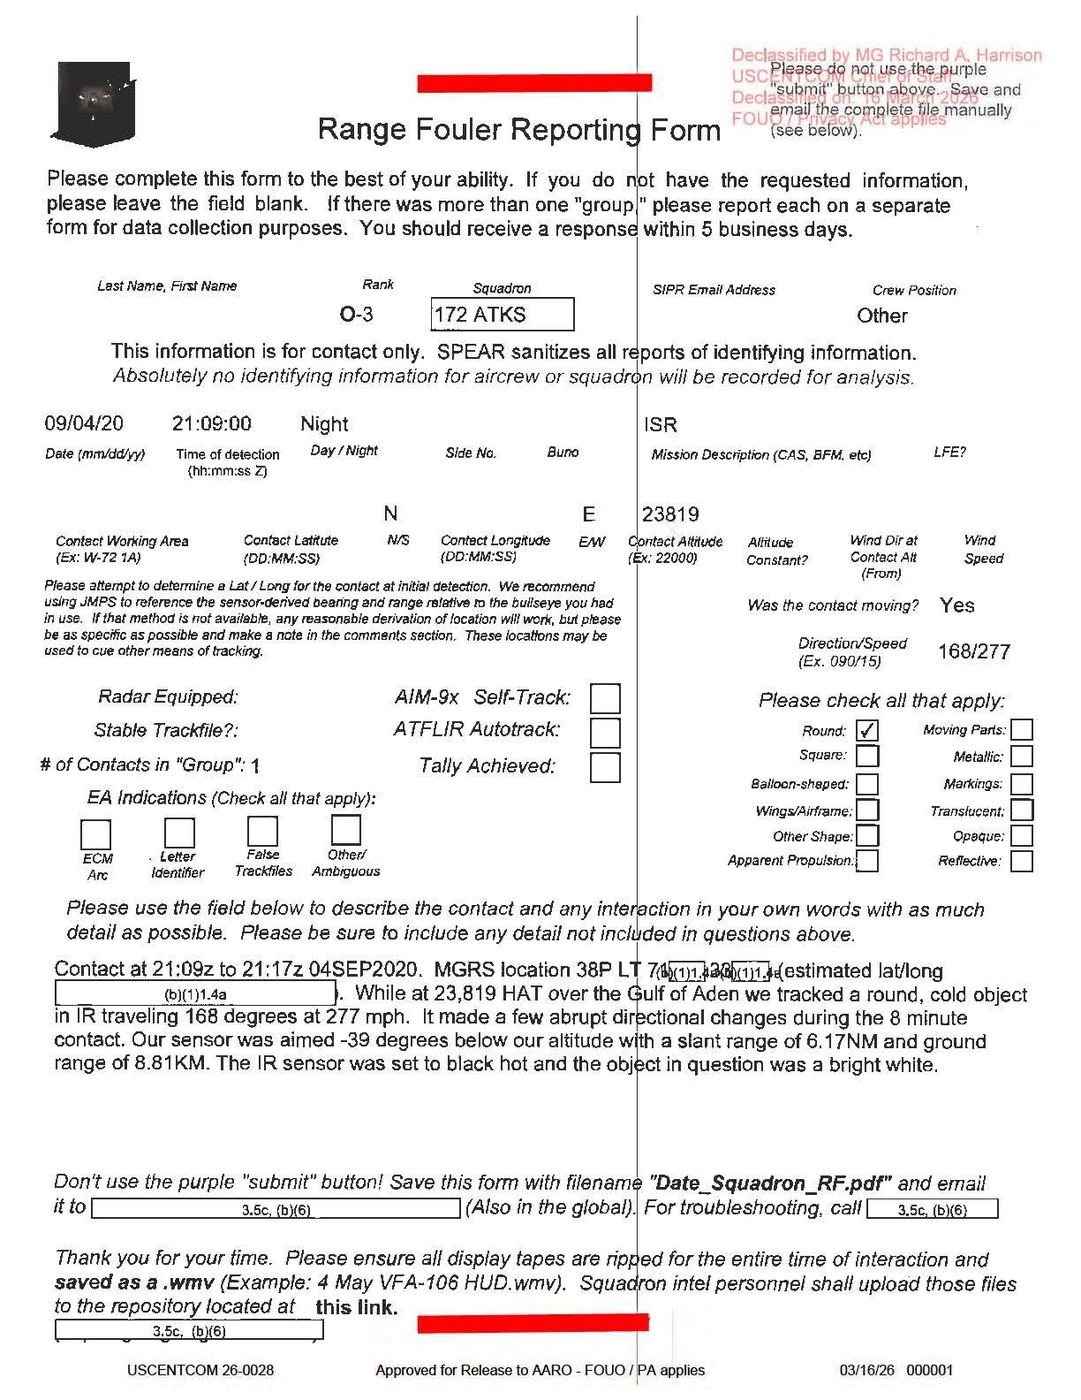 Declassified by MG Richard A, Harrison
USCENTCOM Chief of Staff
Declassified on: 16 March 2026
FOUO / Privacy Act applies
Please do not use the purple
"submit" button above. Save and
email the complete file manually
(see below).
Range Fouler Reporting Form
Please complete this form to the best of your ability. If you do not have the requested information,
please leave the field blank. If there was more than one "group," please report each on a separate
form for data collection purposes. You should receive a response within 5 business days.
Last Name, First Name Rank Squadron SIPR Email Address Crew Position
O-3 172 ATKS Other
This information is for contact only. SPEAR sanitizes all reports of identifying information.
Absolutely no identifying information for aircrew or squadron will be recorded for analysis.
09/04/20 21:09:00 Night ISR
Date (mm/dd/yy) Time of detection Day / Night Side No. Buno Mission Description (CAS, BFM, etc) LFE?
(hh:mm:ss Z)
N E 23819
Contact Working Area Contact Latitute N/S Contact Longitude E/W Contact Altitude Altitude Wind Dir at Wind
(Ex: W-72 1A) (DD:MM:SS) (DD:MM:SS) (Ex: 22000) Constant? Contact Alt Speed
(From)
Please attempt to determine a Lat / Long for the contact at initial detection. We recommend
using JMPS to reference the sensor-derived bearing and range relative to the bullseye you had
in use. If that method is not available, any reasonable derivation of location will work, but please
be as specific as possible and make a note in the comments section. These locations may be
used to cue other means of tracking.
Was the contact moving? Yes
Direction/Speed 168/277
(Ex. 090/15)
Radar Equipped: AIM-9x Self-Track:
Stable Trackfile?: ATFLIR Autotrack:
# of Contacts in "Group": 1 Tally Achieved:
EA Indications (Check all that apply):
ECM Letter False Other/
Arc Identifier Trackfiles Ambiguous
Please check all that apply:
Round: ✓ Moving Parts:
Square: Metallic:
Balloon-shaped: Markings:
Wings/Airframe: Translucent:
Other Shape: Opaque:
Apparent Propulsion: Reflective:
Please use the field below to describe the contact and any interaction in your own words with as much
detail as possible. Please be sure to include any detail not included in questions above.
Contact at 21:09z to 21:17z 04SEP2020. MGRS location 38P LT 71 (b)(1)1.4a (b)(1)1.4a (estimated lat/long
(b)(1)1.4a ). While at 23,819 HAT over the Gulf of Aden we tracked a round, cold object
in IR traveling 168 degrees at 277 mph. It made a few abrupt directional changes during the 8 minute
contact. Our sensor was aimed -39 degrees below our altitude with a slant range of 6.17NM and ground
range of 8.81KM. The IR sensor was set to black hot and the object in question was a bright white.
Don't use the purple "submit" button! Save this form with filename "Date_Squadron_RF.pdf" and email
it to 3.5c, (b)(6) (Also in the global). For troubleshooting, call 3.5c, (b)(6)
Thank you for your time. Please ensure all display tapes are ripped for the entire time of interaction and
saved as a .wmv (Example: 4 May VFA-106 HUD.wmv). Squadron intel personnel shall upload those files
to the repository located at this link.
3.5c, (b)(6)
USCENTCOM 26-0028 Approved for Release to AARO - FOUO / PA applies 03/16/26 000001